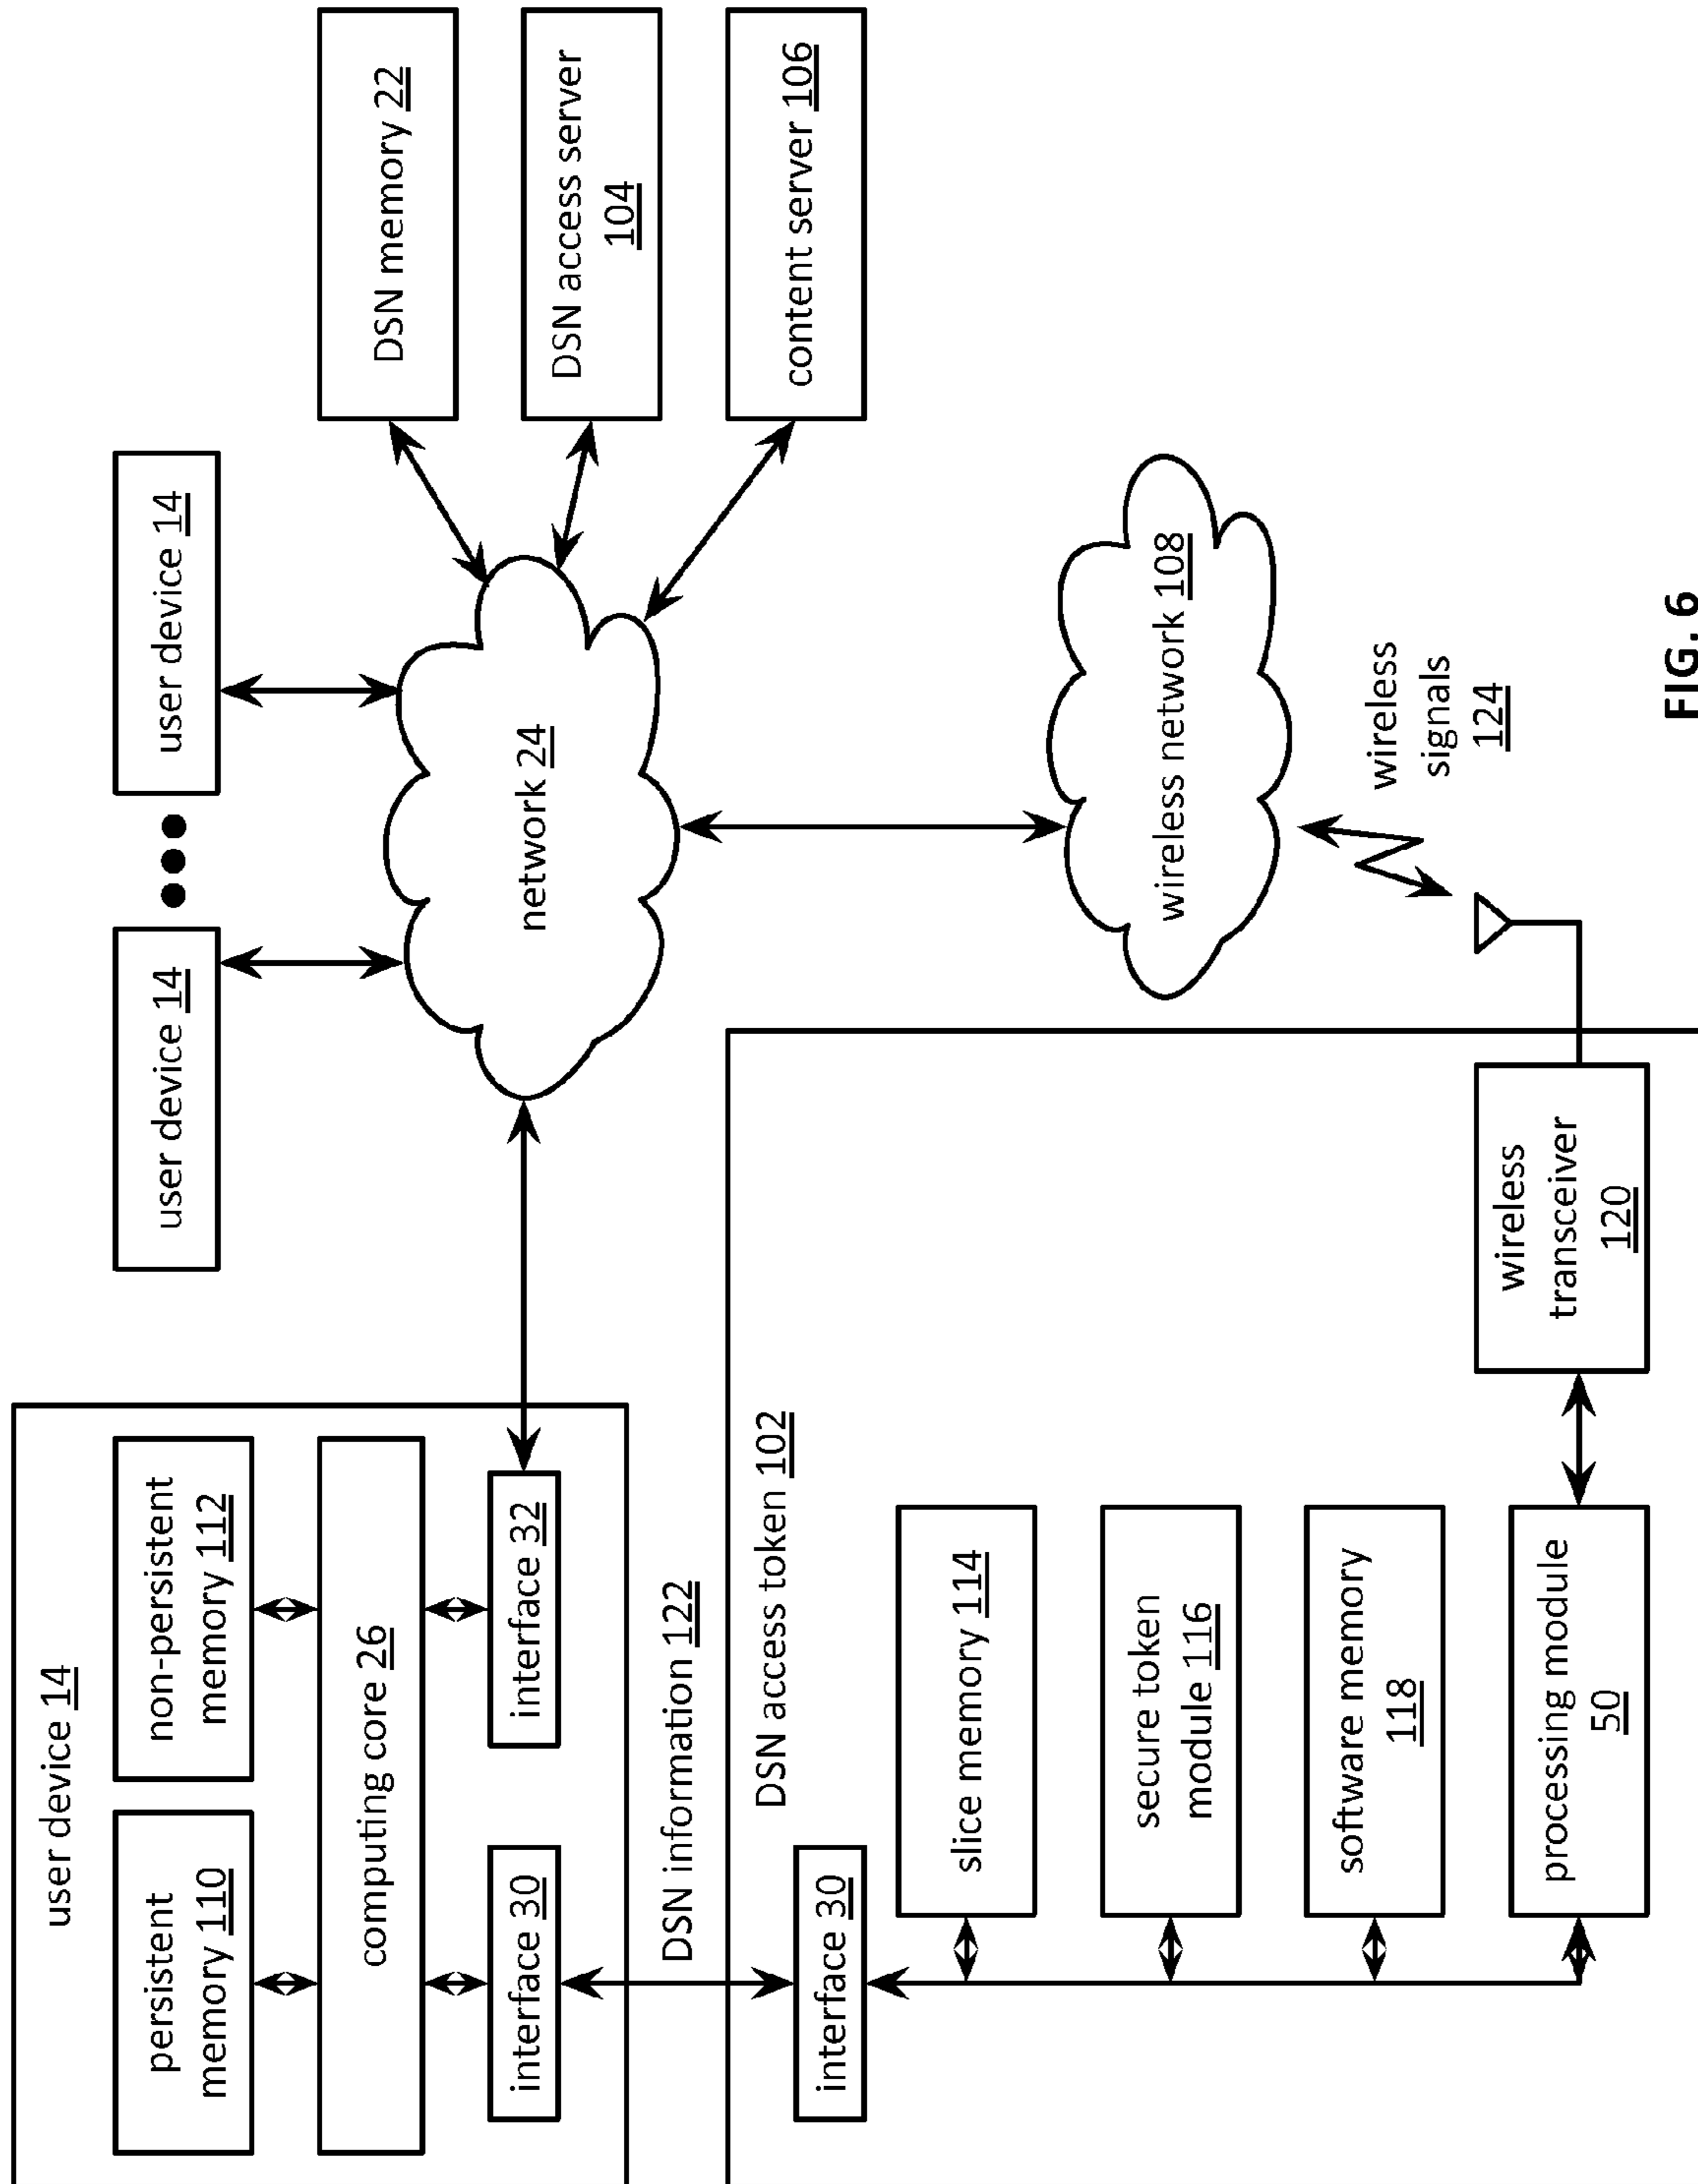 user device 14
persistent
memory 110
non-persistent
memory 112
computing core 26
interface 30
interface 32
user device 14
user device 14
network 24
DSN memory 22
DSN access server
104
content server 106
DSN information 122
DSN access token 102
interface 30
slice memory 114
secure token
module 116
software memory
118
processing module
50
wireless
transceiver
120
wireless network 108
wireless
signals
124
FIG. 6